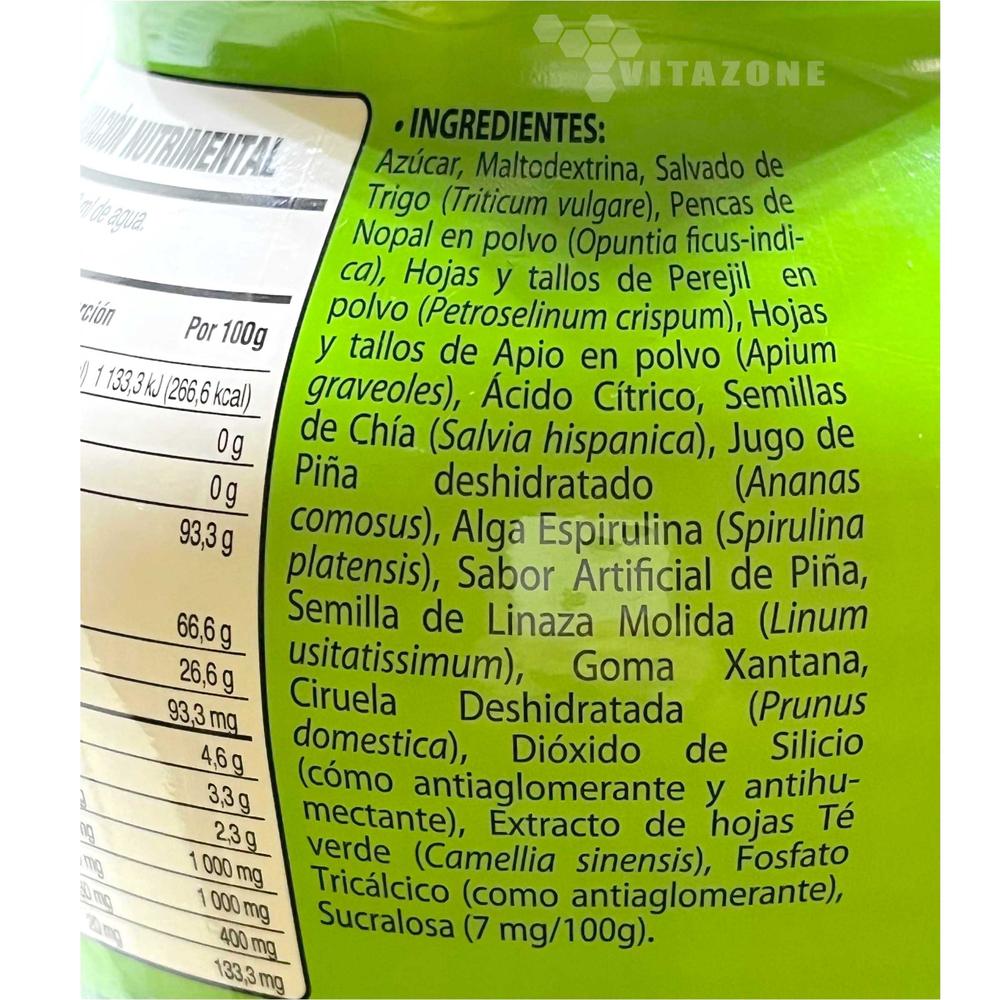 VITAZONE
NUTRIMENTAL
de agua.
Por 100g
1 133,3 kJ (266,6 kcal)
0 g
0 g
93,3 g
66,6 g
26,6 g
93,3 mg
4,6 g
3,3 g
2,3 g
1 000 mg
1 000 mg
400 mg
133,3 mg
• INGREDIENTES:
Azúcar, Maltodextrina, Salvado de
Trigo (Triticum vulgare), Pencas de
Nopal en polvo (Opuntia ficus-indi-
ca), Hojas y tallos de Perejil en
polvo (Petroselinum crispum), Hojas
y tallos de Apio en polvo (Apium
graveoles), Ácido Cítrico, Semillas
de Chía (Salvia hispanica), Jugo de
Piña deshidratado (Ananas
comosus), Alga Espirulina (Spirulina
platensis), Sabor Artificial de Piña,
Semilla de Linaza Molida (Linum
usitatissimum), Goma Xantana,
Ciruela Deshidratada (Prunus
domestica), Dióxido de Silicio
(cómo antiaglomerante y antihu-
mectante), Extracto de hojas Té
verde (Camellia sinensis), Fosfato
Tricálcico (como antiaglomerante),
Sucralosa (7 mg/100g).